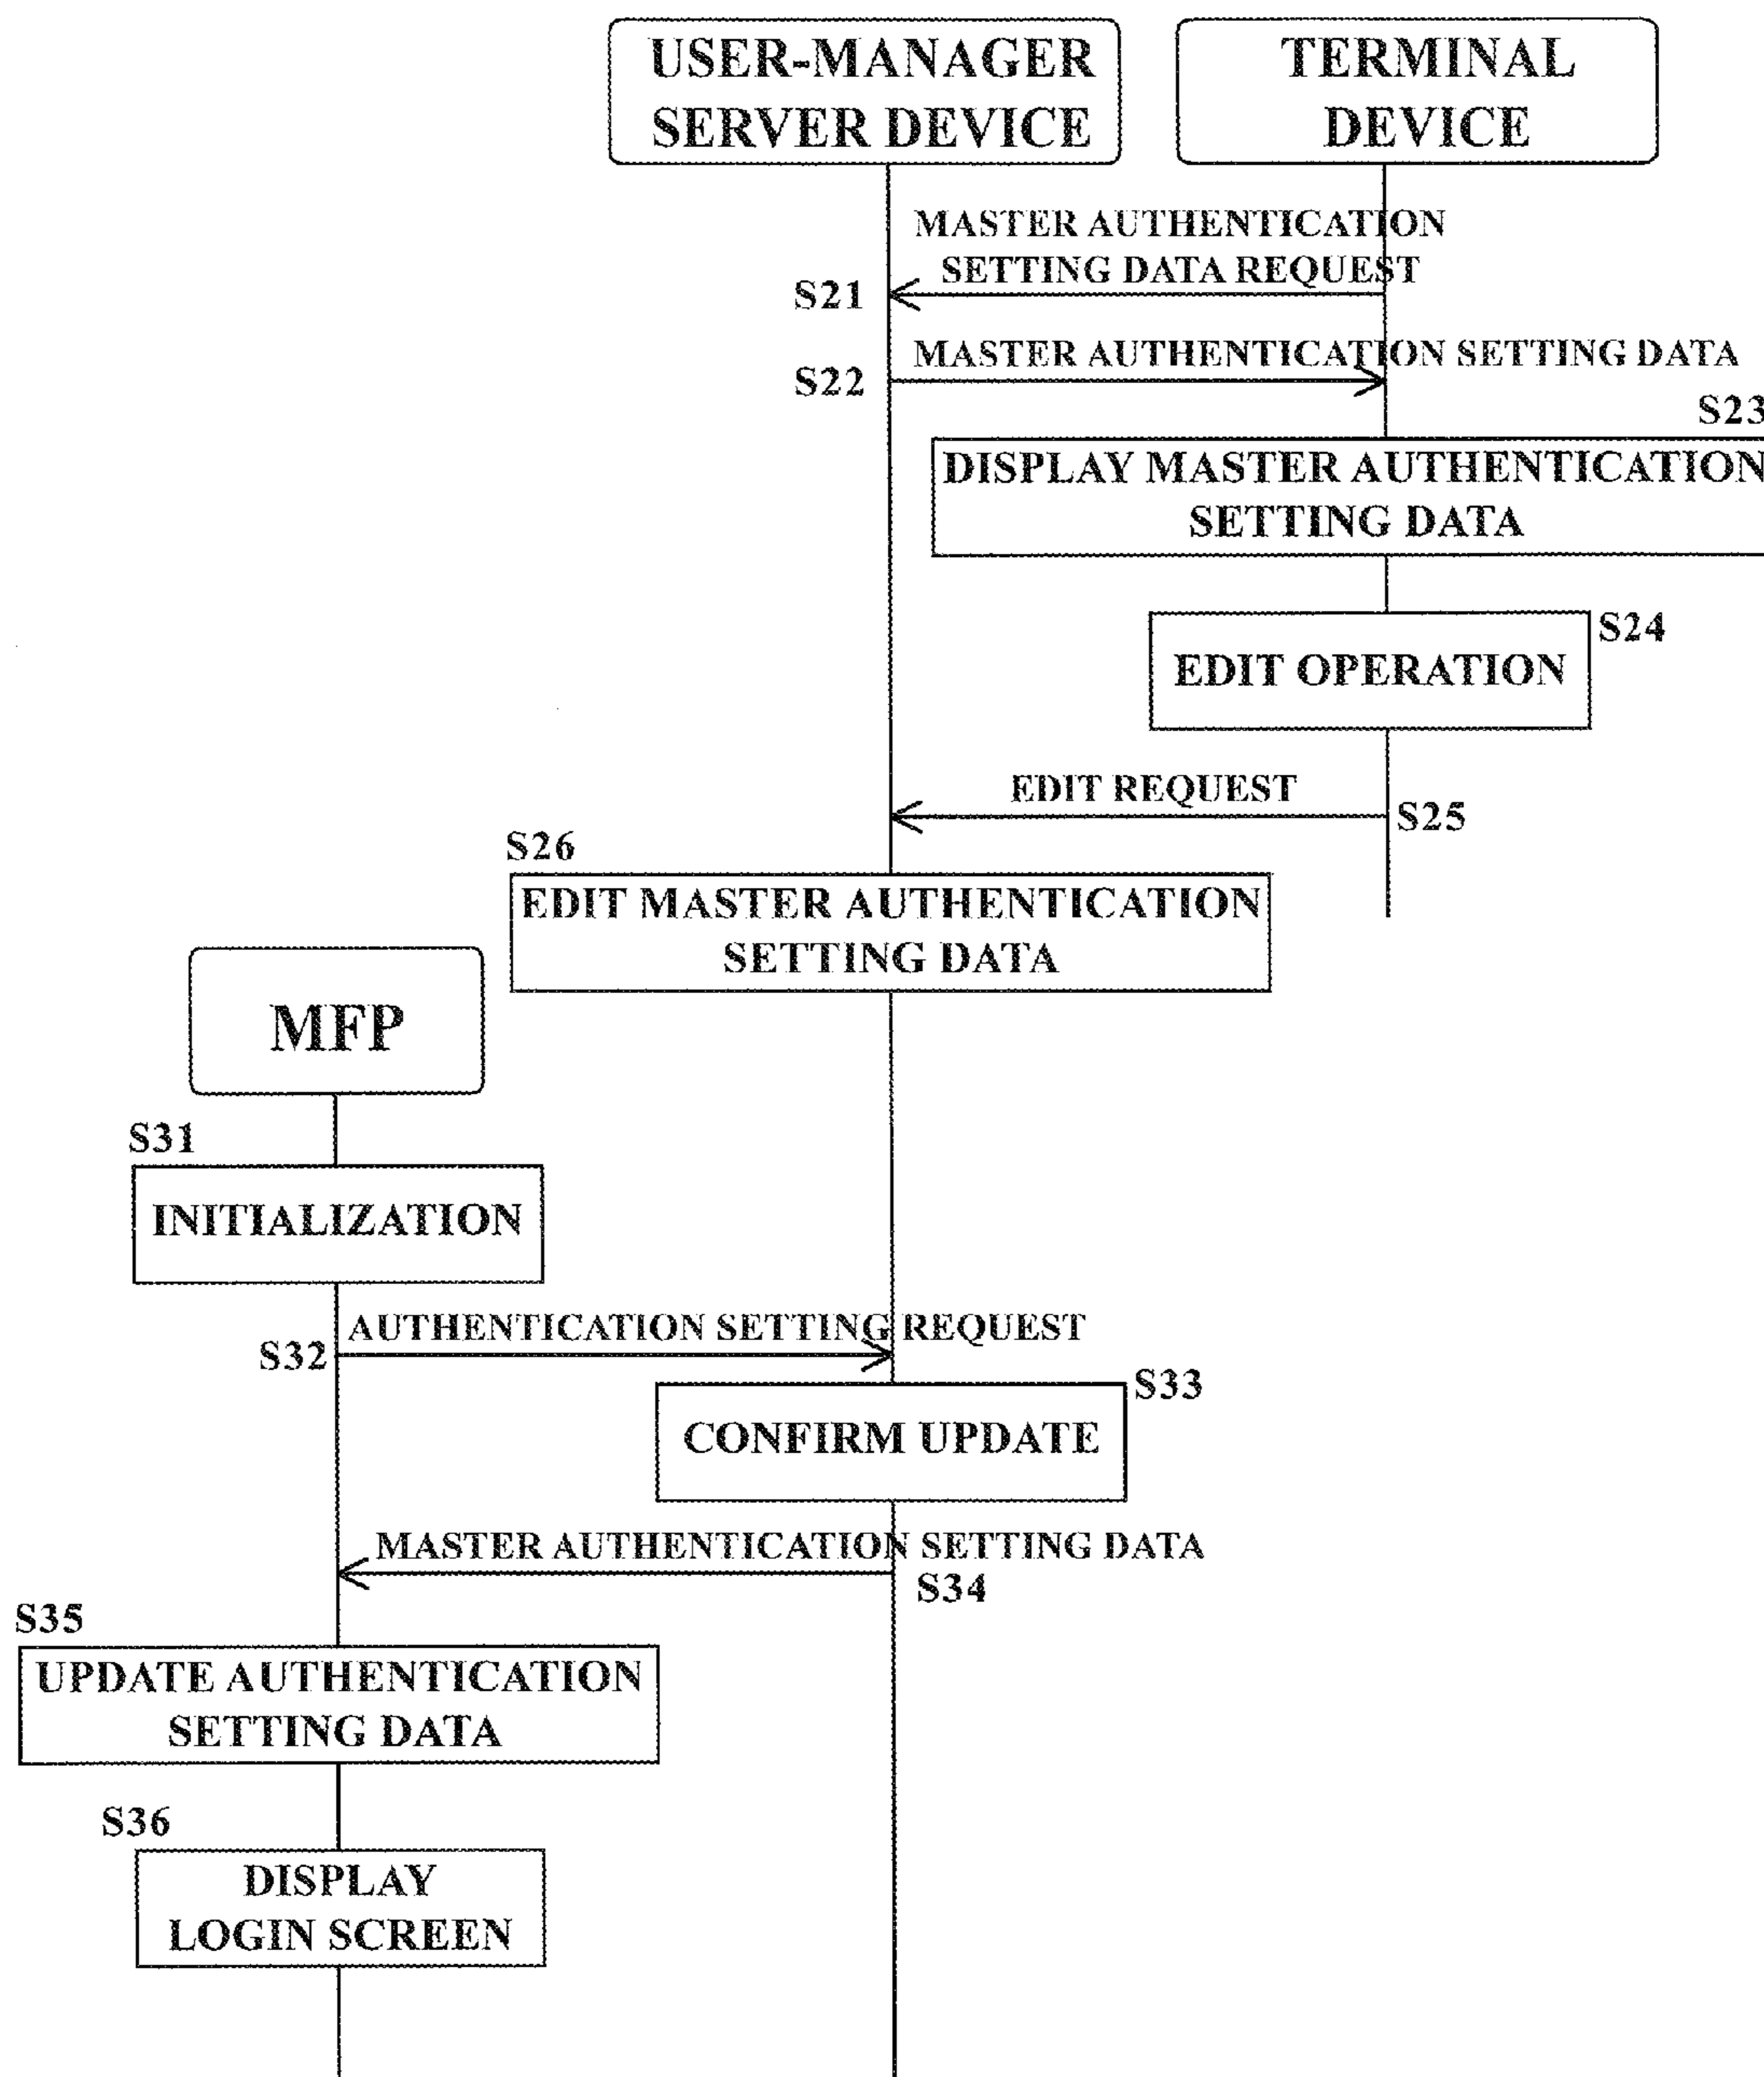 USER-MANAGER
SERVER DEVICE
TERMINAL
DEVICE
MASTER AUTHENTICATION
SETTING DATA REQUEST
S21
MASTER AUTHENTICATION SETTING DATA
S22
S23
DISPLAY MASTER AUTHENTICATION
SETTING DATA
S24
EDIT OPERATION
EDIT REQUEST
S25
S26
EDIT MASTER AUTHENTICATION
SETTING DATA
MFP
S31
INITIALIZATION
AUTHENTICATION SETTING REQUEST
S32
S33
CONFIRM UPDATE
MASTER AUTHENTICATION SETTING DATA
S34
S35
UPDATE AUTHENTICATION
SETTING DATA
S36
DISPLAY
LOGIN SCREEN